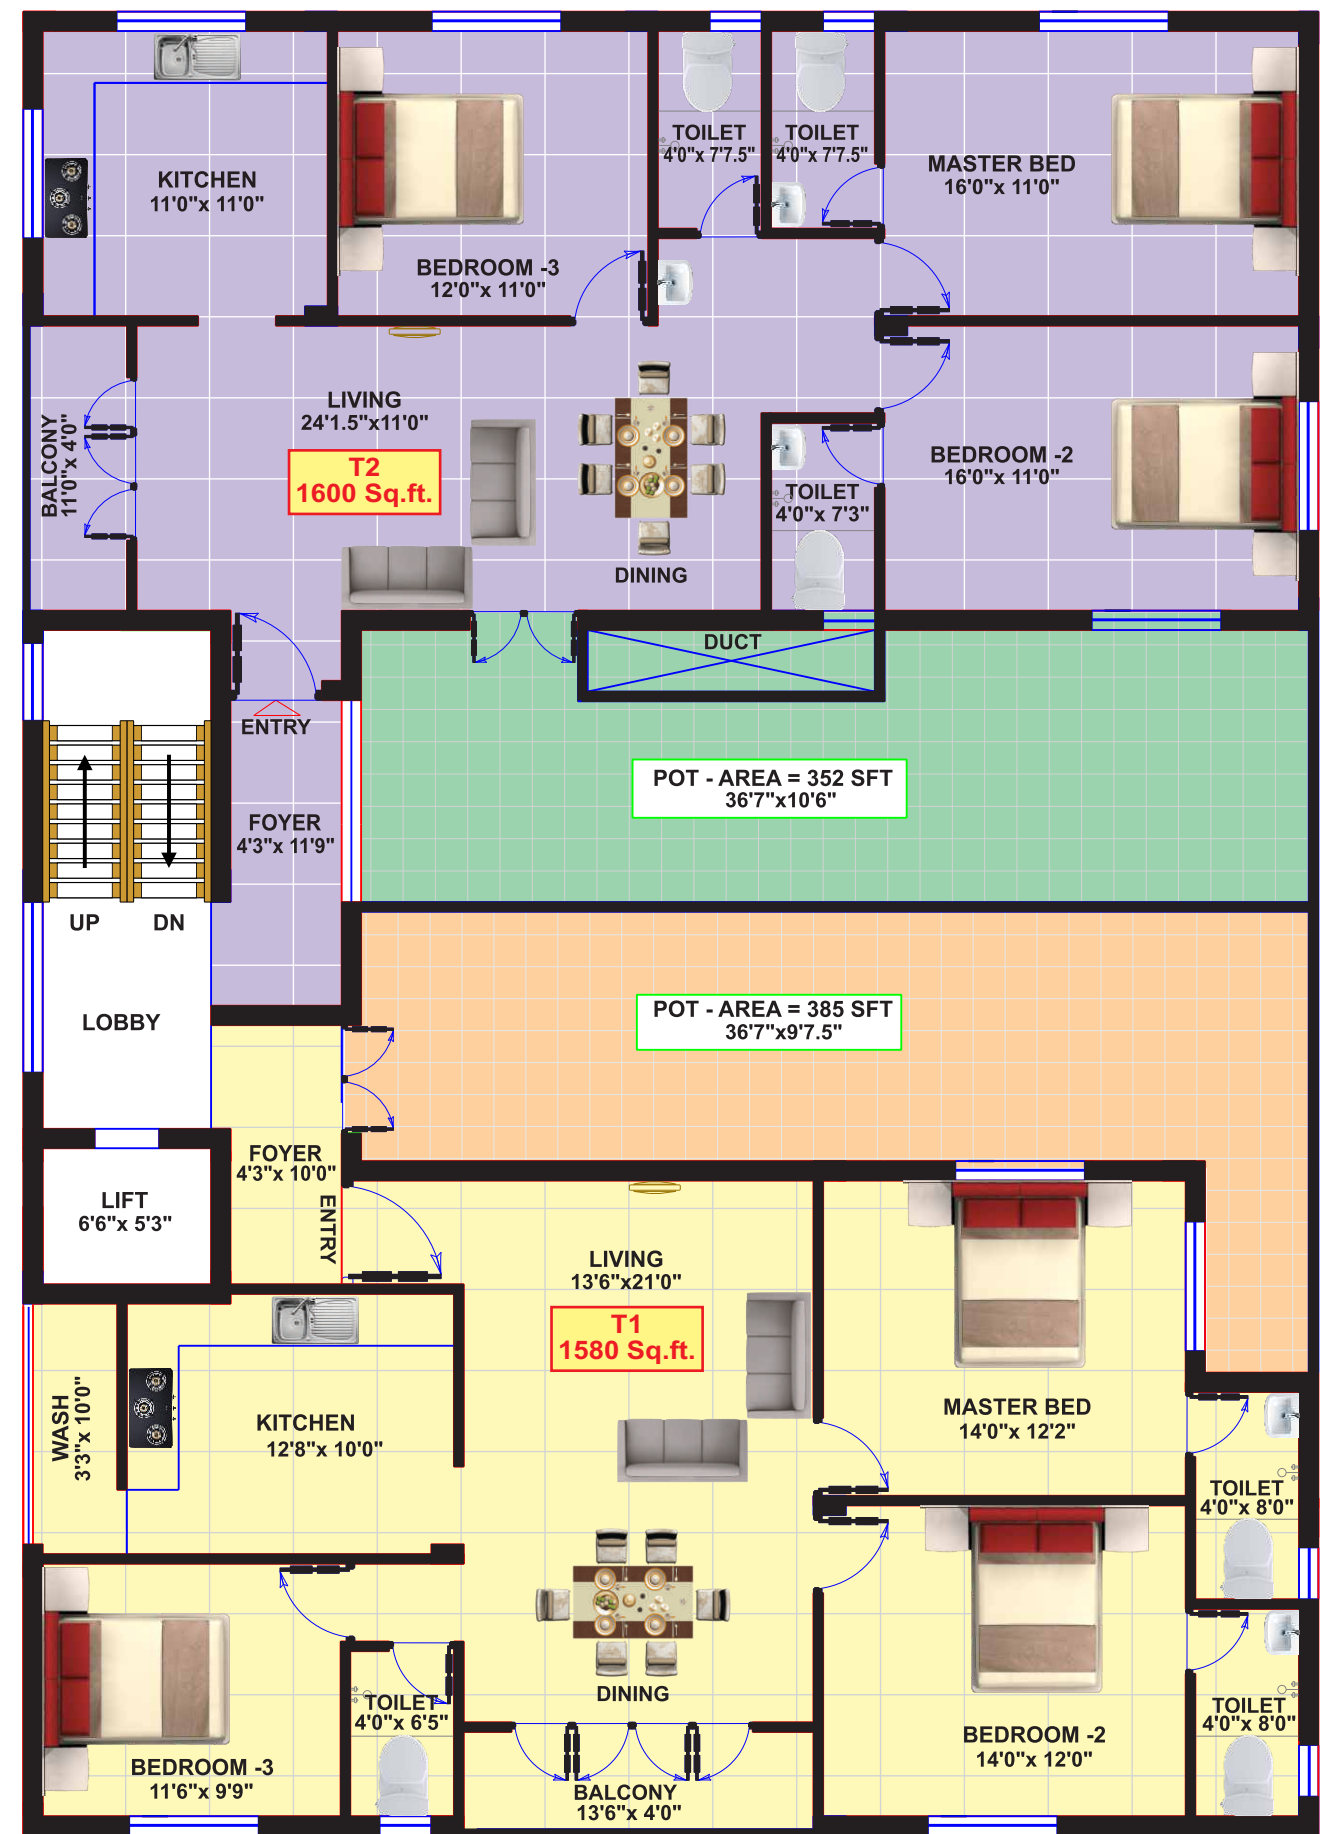 TOILET
4'0"x 7'7.5"
TOILET
4'0"x 7'7.5"
MASTER BED
16'0"x 11'0"
KITCHEN
11'0"x 11'0"
BEDROOM -3
12'0"x 11'0"
LIVING
24'1.5"x11'0"
T2
1600 Sq.ft.
BALCONY
11'0"x 4'0"
BEDROOM -2
16'0"x 11'0"
TOILET
4'0"x 7'3"
DINING
DUCT
ENTRY
POT - AREA = 352 SFT
36'7"x10'6"
FOYER
4'3"x 11'9"
UP
DN
LOBBY
POT - AREA = 385 SFT
36'7"x9'7.5"
FOYER
4'3"x 10'0"
ENTRY
LIFT
6'6"x 5'3"
LIVING
13'6"x21'0"
T1
1580 Sq.ft.
WASH
3'3"x 10'0"
KITCHEN
12'8"x 10'0"
MASTER BED
14'0"x 12'2"
TOILET
4'0"x 8'0"
DINING
TOILET
4'0"x 6'5"
BEDROOM -2
14'0"x 12'0"
TOILET
4'0"x 8'0"
BEDROOM -3
11'6"x 9'9"
BALCONY
13'6"x 4'0"